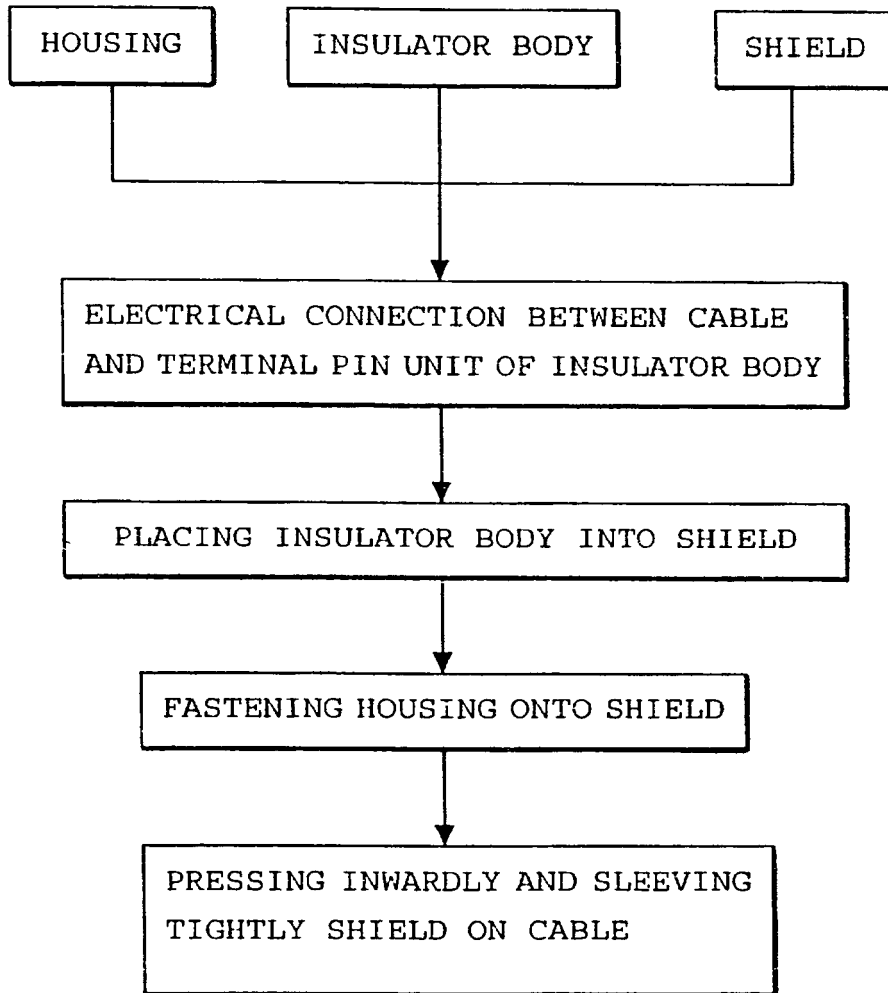 HOUSING
INSULATOR BODY
SHIELD
ELECTRICAL CONNECTION BETWEEN CABLE
AND TERMINAL PIN UNIT OF INSULATOR BODY
PLACING INSULATOR BODY INTO SHIELD
FASTENING HOUSING ONTO SHIELD
PRESSING INWARDLY AND SLEEVING
TIGHTLY SHIELD ON CABLE